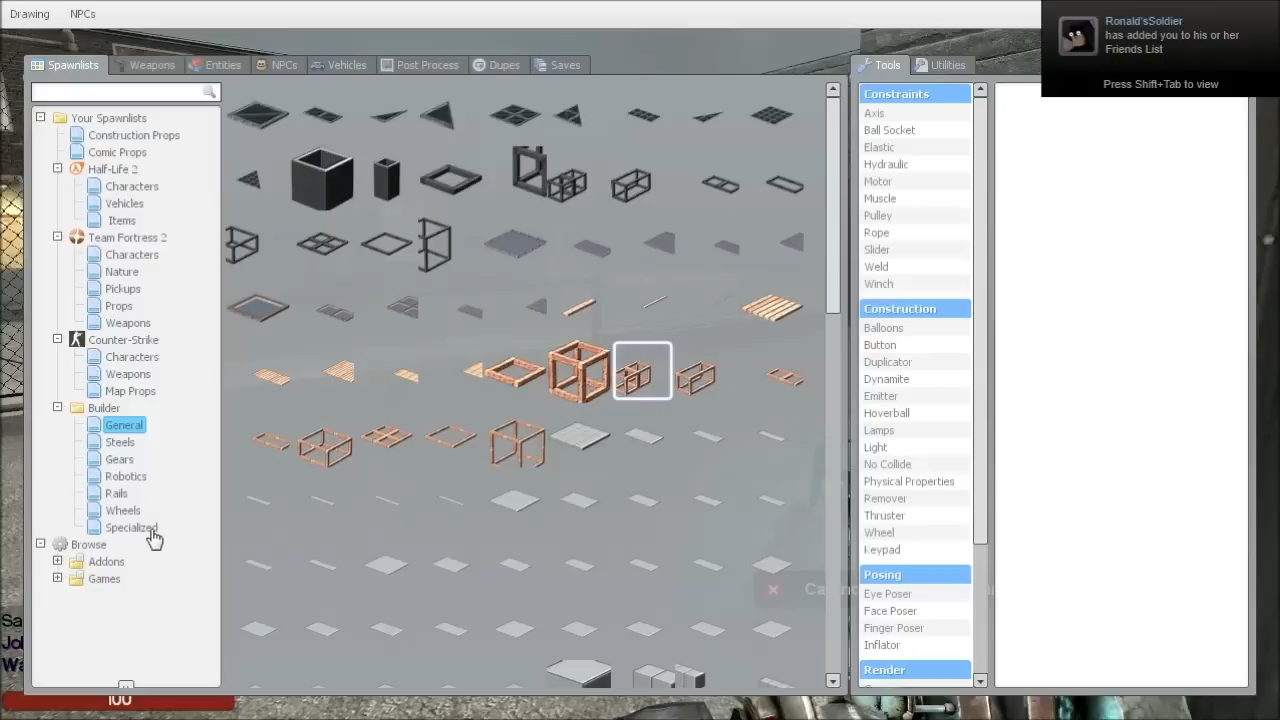 Drawing NPCs
Ronald'sSoldier
has added you to his or her
Friends List
Press Shift+Tab to view
Spawnlists Weapons Entities NPCs Vehicles Post Process Dupes Saves
Tools Utilities
Your Spawnlists
Construction Props
Comic Props
Half-Life 2
Characters
Vehicles
Items
Team Fortress 2
Characters
Nature
Pickups
Props
Weapons
Counter-Strike
Characters
Weapons
Map Props
Builder
General
Steels
Gears
Robotics
Rails
Wheels
Specialized
Browse
Addons
Games
Constraints
Axis
Ball Socket
Elastic
Hydraulic
Motor
Muscle
Pulley
Rope
Slider
Weld
Winch
Construction
Balloons
Button
Duplicator
Dynamite
Emitter
Hoverball
Lamps
Light
No Collide
Physical Properties
Remover
Thruster
Wheel
Keypad
Posing
Eye Poser
Face Poser
Finger Poser
Inflator
Render
100